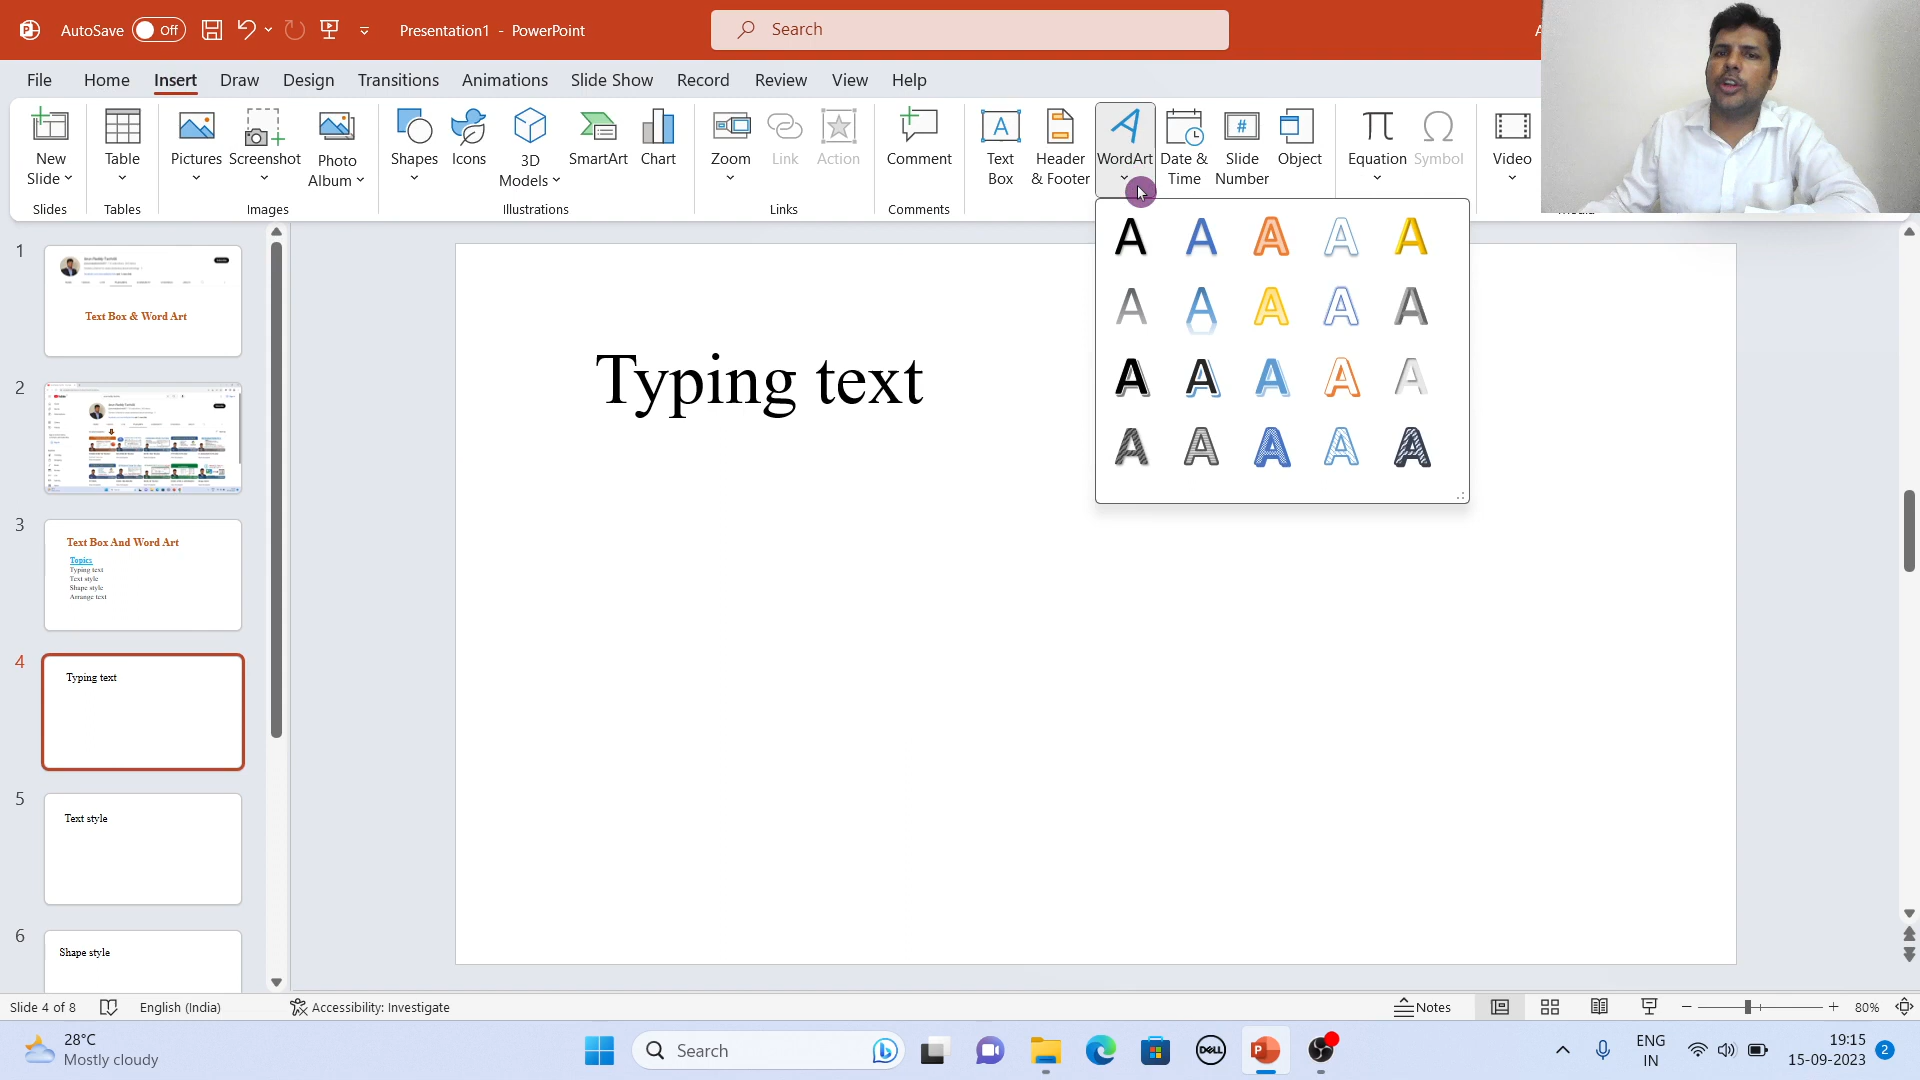 AutoSave Off Presentation1 - PowerPoint Search
File Home Insert Draw Design Transitions Animations Slide Show Record Review View Help
New Slide
Table
Pictures
Screenshot
Photo Album
Shapes
Icons
3D Models
SmartArt
Chart
Zoom
Link
Action
Comment
Text Box
Header & Footer
WordArt
Date & Time
Slide Number
Object
Equation
Symbol
Video
Slides Tables Images Illustrations Links Comments
A A A A A
A A A A A
A A A A A
A A A A A
1
Text Box & Word Art
2
3
Text Box And Word Art
Topics
Typing text
Text style
Shape style
Arrange text
4
Typing text
5
Text style
6
Shape style
Typing text
Slide 4 of 8 English (India) Accessibility: Investigate Notes 80%
28°C
Mostly cloudy
Search
DELL
ENG
IN
19:15
15-09-2023
2